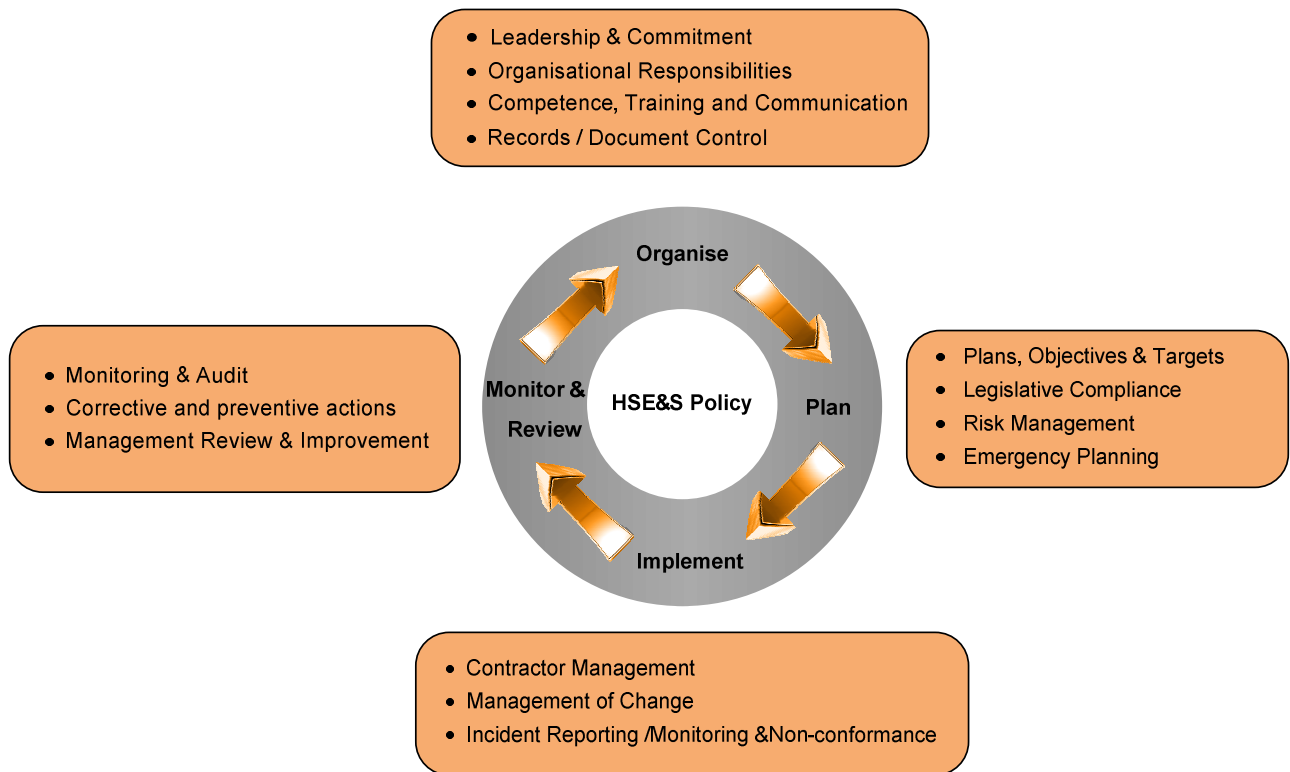 • Leadership & Commitment
• Organisational Responsibilities
• Competence, Training and Communication
• Records / Document Control
Organise
• Monitoring & Audit
• Corrective and preventive actions
• Management Review & Improvement
Monitor &
Review
HSE&S Policy
Plan
• Plans, Objectives & Targets
• Legislative Compliance
• Risk Management
• Emergency Planning
Implement
• Contractor Management
• Management of Change
• Incident Reporting /Monitoring &Non-conformance